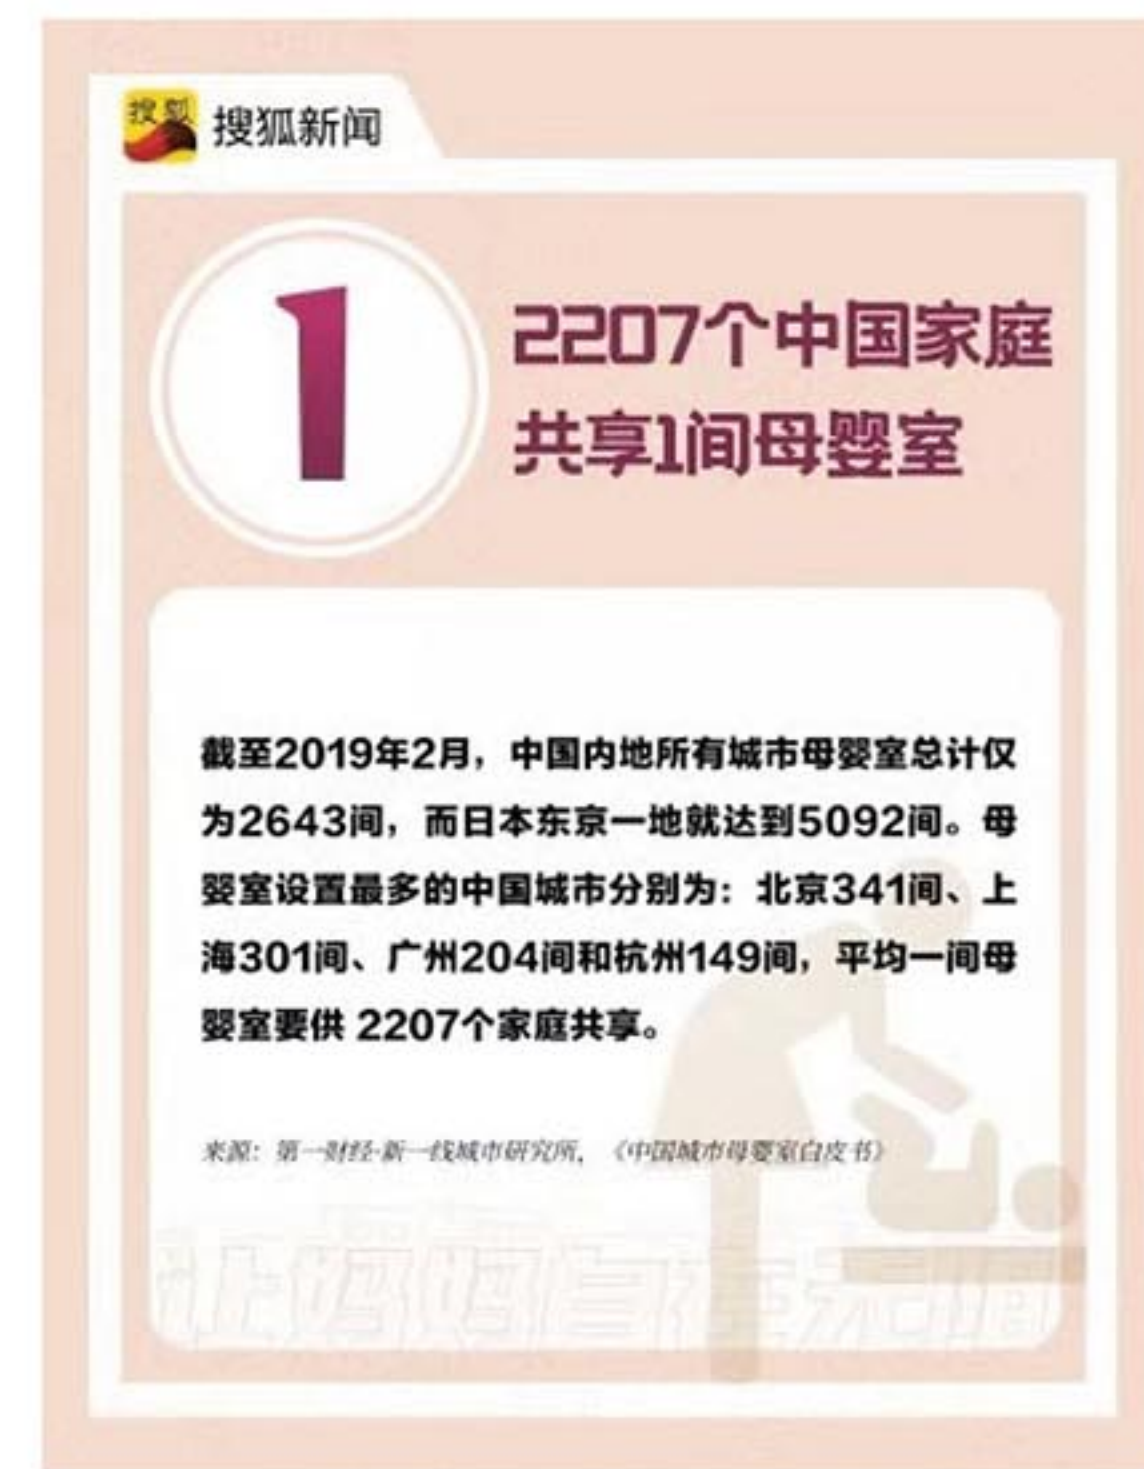 搜狐
搜狐新闻
1
2207个中国家庭
共享1间母婴室
截至2019年2月，中国内地所有城市母婴室总计仅
为2643间，而日本东京一地就达到5092间。母
婴室设置最多的中国城市分别为：北京341间、上
海301间、广州204间和杭州149间，平均一间母
婴室要供 2207个家庭共享。
来源：第一财经·新一线城市研究所，《中国城市母婴室白皮书》
让妈妈